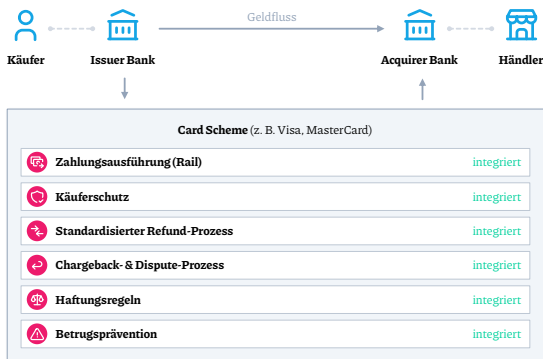 Geldfluss
Käufer
Issuer Bank
Acquirer Bank
Händler
Card Scheme (z. B. Visa, MasterCard)
Zahlungsausführung (Rail) integriert
Käuferschutz integriert
Standardisierter Refund-Prozess integriert
Chargeback- & Dispute-Prozess integriert
Haftungsregeln integriert
Betrugsprävention integriert